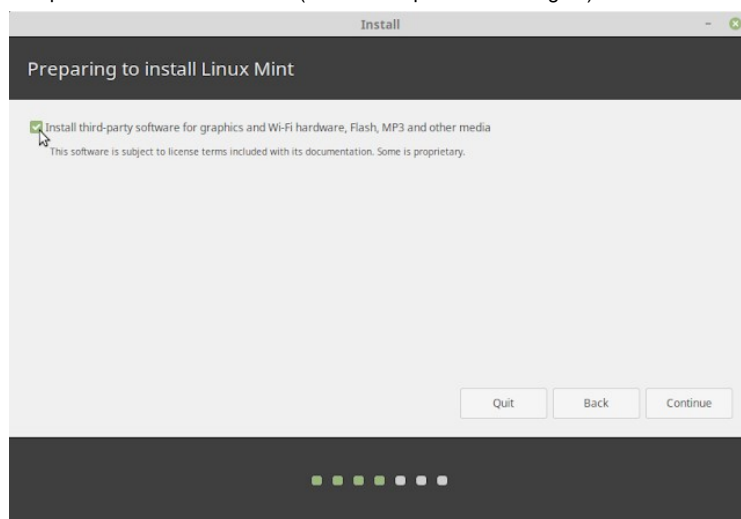 Install
Preparing to install Linux Mint
Install third-party software for graphics and Wi-Fi hardware, Flash, MP3 and other media
This software is subject to license terms included with its documentation. Some is proprietary.
Quit
Back
Continue